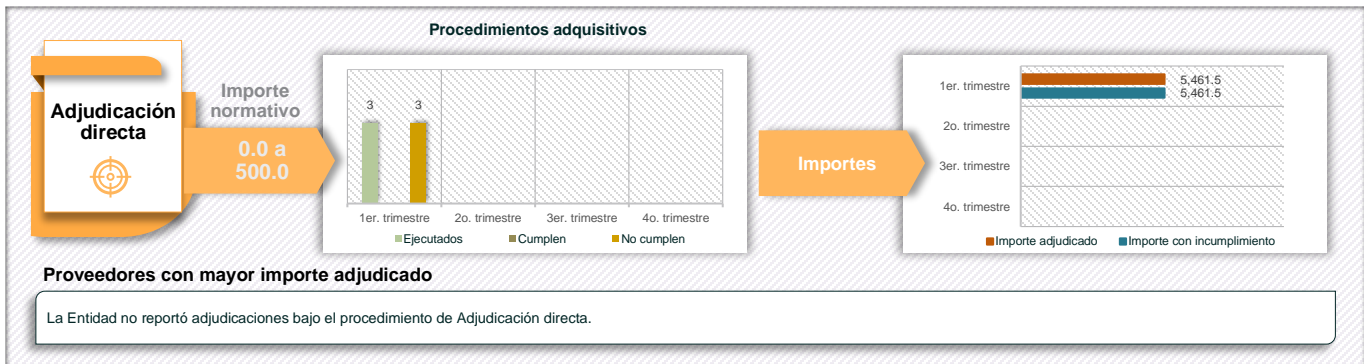 Procedimientos adquisitivos
Adjudicación
directa
Importe
normativo
0.0 a
500.0
3
3
1er. trimestre
2o. trimestre
3er. trimestre
4o. trimestre
Ejecutados
Cumplen
No cumplen
Importes
1er. trimestre
5,461.5
5,461.5
2o. trimestre
3er. trimestre
4o. trimestre
Importe adjudicado
Importe con incumplimiento
Proveedores con mayor importe adjudicado
La Entidad no reportó adjudicaciones bajo el procedimiento de Adjudicación directa.